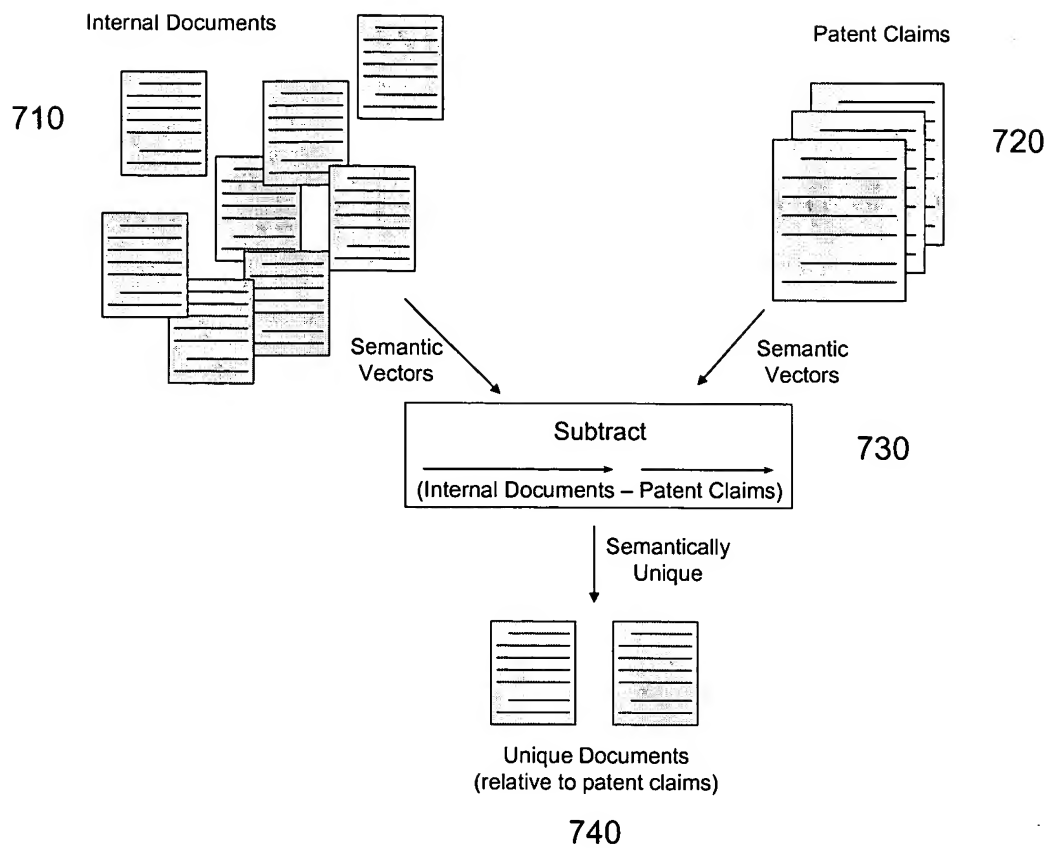 Internal Documents
Patent Claims
710
720
Semantic
Vectors
Semantic
Vectors
Subtract
730
(Internal Documents – Patent Claims)
Semantically
Unique
Unique Documents
(relative to patent claims)
740